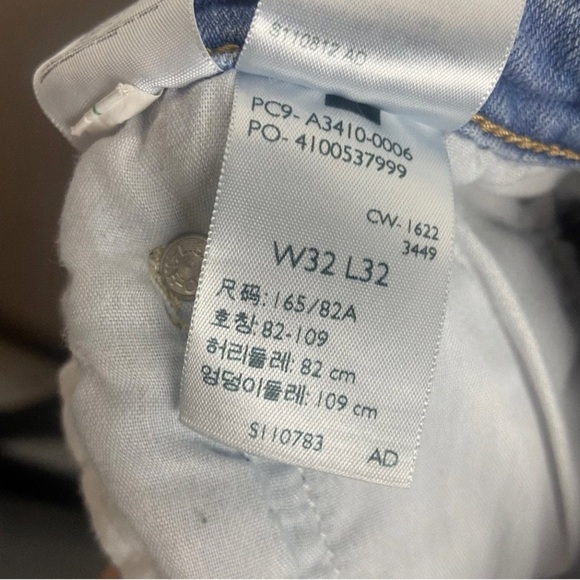 S110812 AD
PC9- A3410-0006
PO- 4100537999
CW- 1622
3449
W32 L32
尺码: 165/82A
호칭: 82-109
허리둘레: 82 cm
엉덩이둘레: 109 cm
S110783 AD